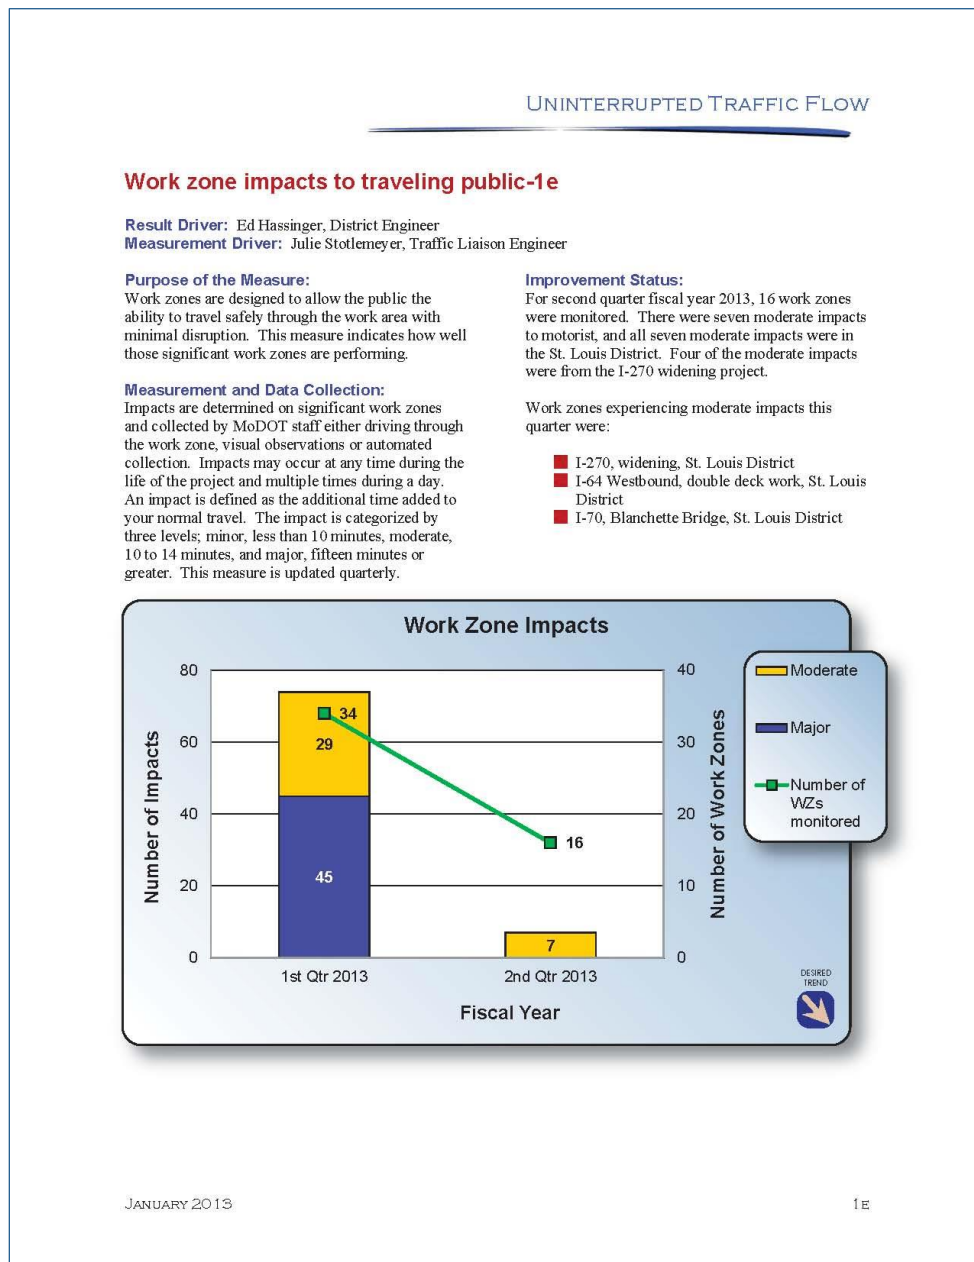 UNINTERRUPTED TRAFFIC FLOW
Work zone impacts to traveling public-1e
Result Driver: Ed Hassinger, District Engineer
Measurement Driver: Julie Stotlemeyer, Traffic Liaison Engineer
Purpose of the Measure:
Work zones are designed to allow the public the
ability to travel safely through the work area with
minimal disruption. This measure indicates how well
those significant work zones are performing.
Measurement and Data Collection:
Impacts are determined on significant work zones
and collected by MoDOT staff either driving through
the work zone, visual observations or automated
collection. Impacts may occur at any time during the
life of the project and multiple times during a day.
An impact is defined as the additional time added to
your normal travel. The impact is categorized by
three levels; minor, less than 10 minutes, moderate,
10 to 14 minutes, and major, fifteen minutes or
greater. This measure is updated quarterly.
Improvement Status:
For second quarter fiscal year 2013, 16 work zones
were monitored. There were seven moderate impacts
to motorist, and all seven moderate impacts were in
the St. Louis District. Four of the moderate impacts
were from the I-270 widening project.
Work zones experiencing moderate impacts this
quarter were:
I-270, widening, St. Louis District
I-64 Westbound, double deck work, St. Louis
District
I-70, Blanchette Bridge, St. Louis District
Work Zone Impacts
Number of Impacts
80
60
40
20
0
34
29
45
16
7
40
30
20
10
0
Number of Work Zones
1st Qtr 2013
2nd Qtr 2013
Fiscal Year
Moderate
Major
Number of
WZs
monitored
DESIRED
TREND
JANUARY 2013
1E